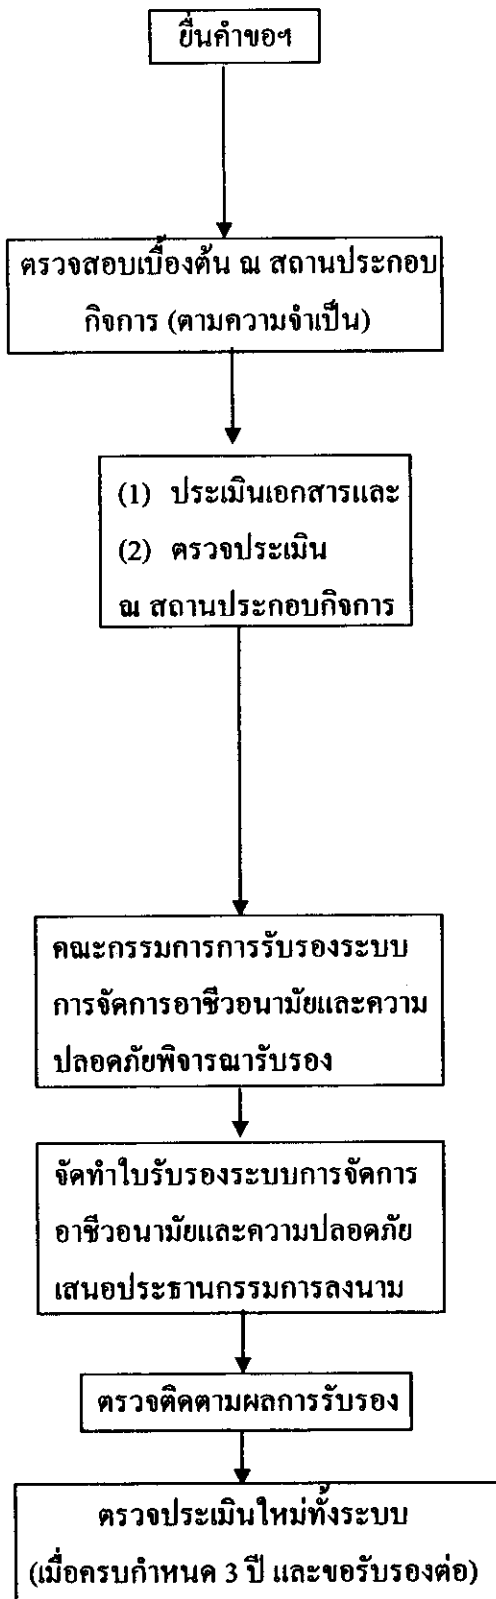 ยื่นคำขอฯ
ตรวจสอบเบื้องต้น ณ สถานประกอบ
กิจการ (ตามความจำเป็น)
(1) ประเมินเอกสารและ
(2) ตรวจประเมิน
ณ สถานประกอบกิจการ
คณะกรรมการการรับรองระบบ
การจัดการอาชีวอนามัยและความ
ปลอดภัยพิจารณารับรอง
จัดทำใบรับรองระบบการจัดการ
อาชีวอนามัยและความปลอดภัย
เสนอประธานกรรมการลงนาม
ตรวจติดตามผลการรับรอง
ตรวจประเมินใหม่ทั้งระบบ
(เมื่อครบกำหนด 3 ปี และขอรับรองต่อ)